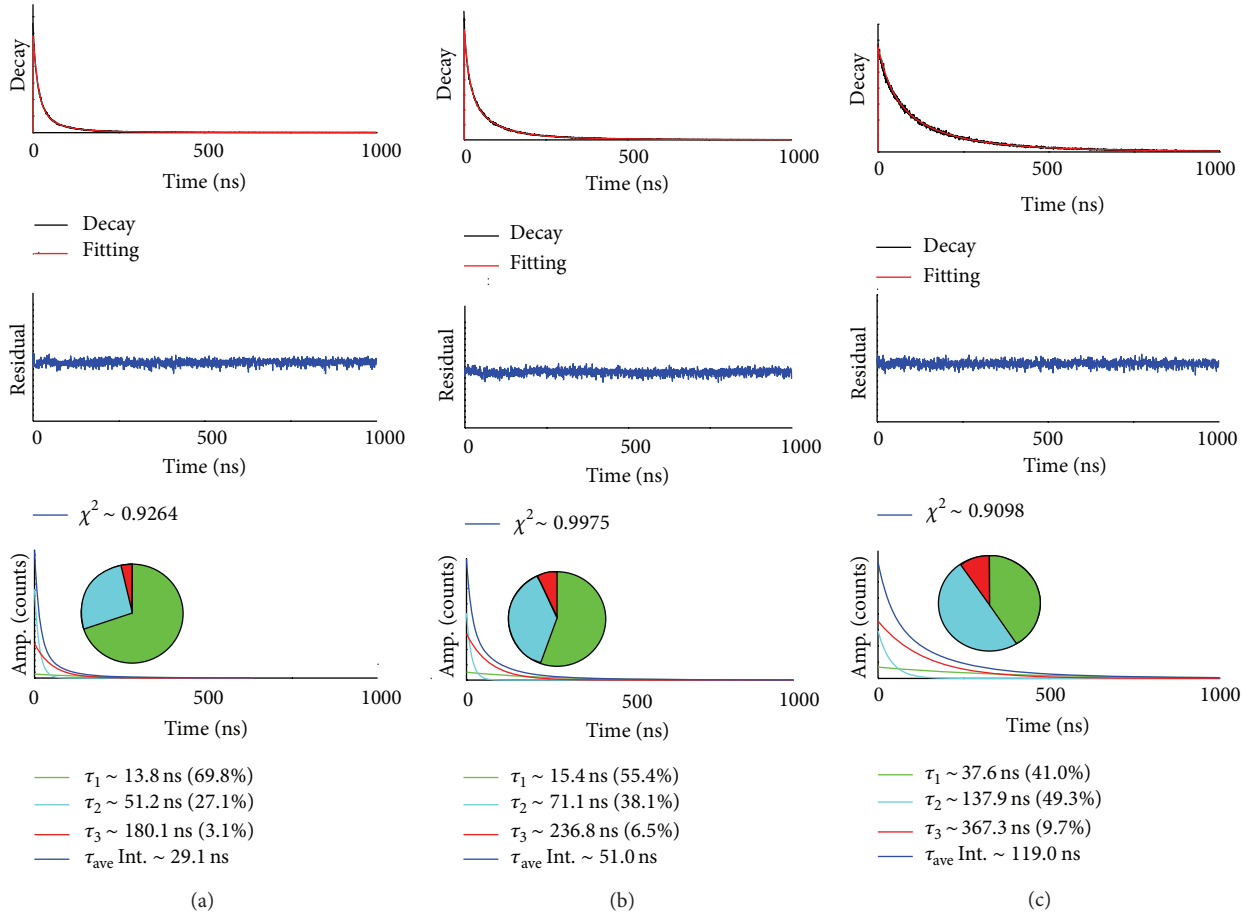 Decay
0
500
1000
Time (ns)
Decay
Fitting
Residual
0
500
1000
Time (ns)
χ² ~ 0.9264
Amp. (counts)
0
500
1000
Time (ns)
τ₁ ~ 13.8 ns (69.8%)
τ₂ ~ 51.2 ns (27.1%)
τ₃ ~ 180.1 ns (3.1%)
τave Int. ~ 29.1 ns
(a)
Decay
0
500
1000
Time (ns)
Decay
Fitting
Residual
0
500
1000
Time (ns)
χ² ~ 0.9975
Amp. (counts)
0
500
1000
Time (ns)
τ₁ ~ 15.4 ns (55.4%)
τ₂ ~ 71.1 ns (38.1%)
τ₃ ~ 236.8 ns (6.5%)
τave Int. ~ 51.0 ns
(b)
Decay
0
500
1000
Time (ns)
Decay
Fitting
Residual
0
500
1000
Time (ns)
χ² ~ 0.9098
Amp. (counts)
0
500
1000
Time (ns)
τ₁ ~ 37.6 ns (41.0%)
τ₂ ~ 137.9 ns (49.3%)
τ₃ ~ 367.3 ns (9.7%)
τave Int. ~ 119.0 ns
(c)